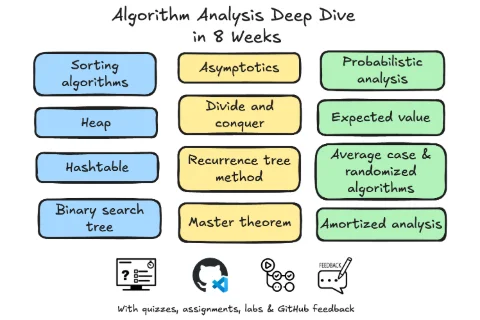 Algorithm Analysis Deep Dive
in 8 Weeks
Sorting
algorithms
Heap
Hashtable
Binary search
tree
Asymptotics
Divide and
conquer
Recurrence tree
method
Master theorem
Probabilistic
analysis
Expected value
Average case &
randomized
algorithms
Amortized analysis
?
FEEDBACK
With quizzes, assignments, labs & GitHub feedback